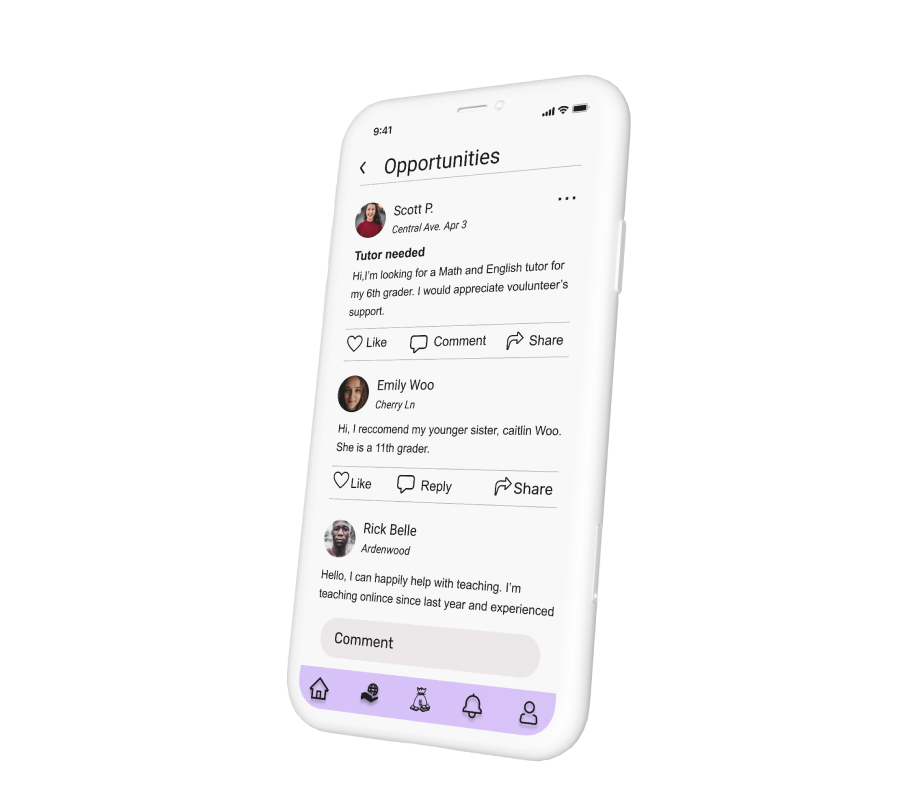 9:41
Opportunities
Scott P.
Central Ave. Apr 3
Tutor needed
Hi,I'm looking for a Math and English tutor for
my 6th grader. I would appreciate voulunteer's
support.
Like Comment Share
Emily Woo
Cherry Ln
Hi, I reccomend my younger sister, caitlin Woo.
She is a 11th grader.
Like Reply Share
Rick Belle
Ardenwood
Hello, I can happily help with teaching. I'm
teaching onlince since last year and experienced
Comment